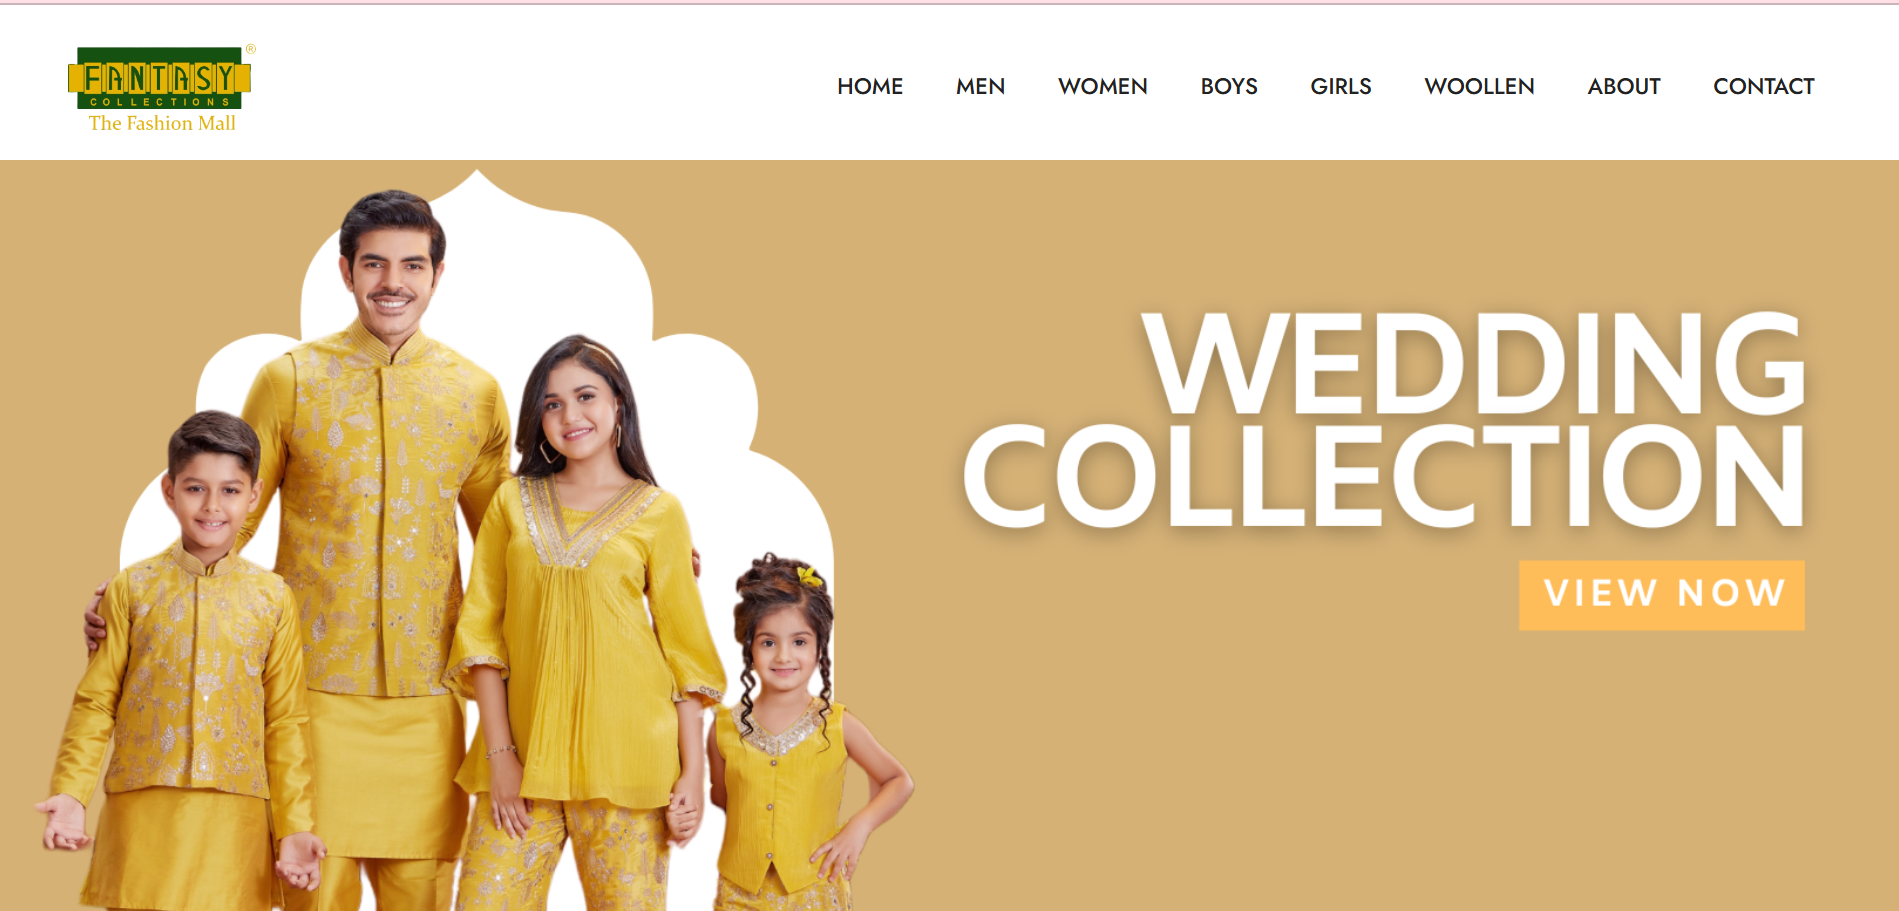 ®
FANTASY
COLLECTIONS
The Fashion Mall
HOME MEN WOMEN BOYS GIRLS WOOLLEN ABOUT CONTACT
WEDDING
COLLECTION
VIEW NOW